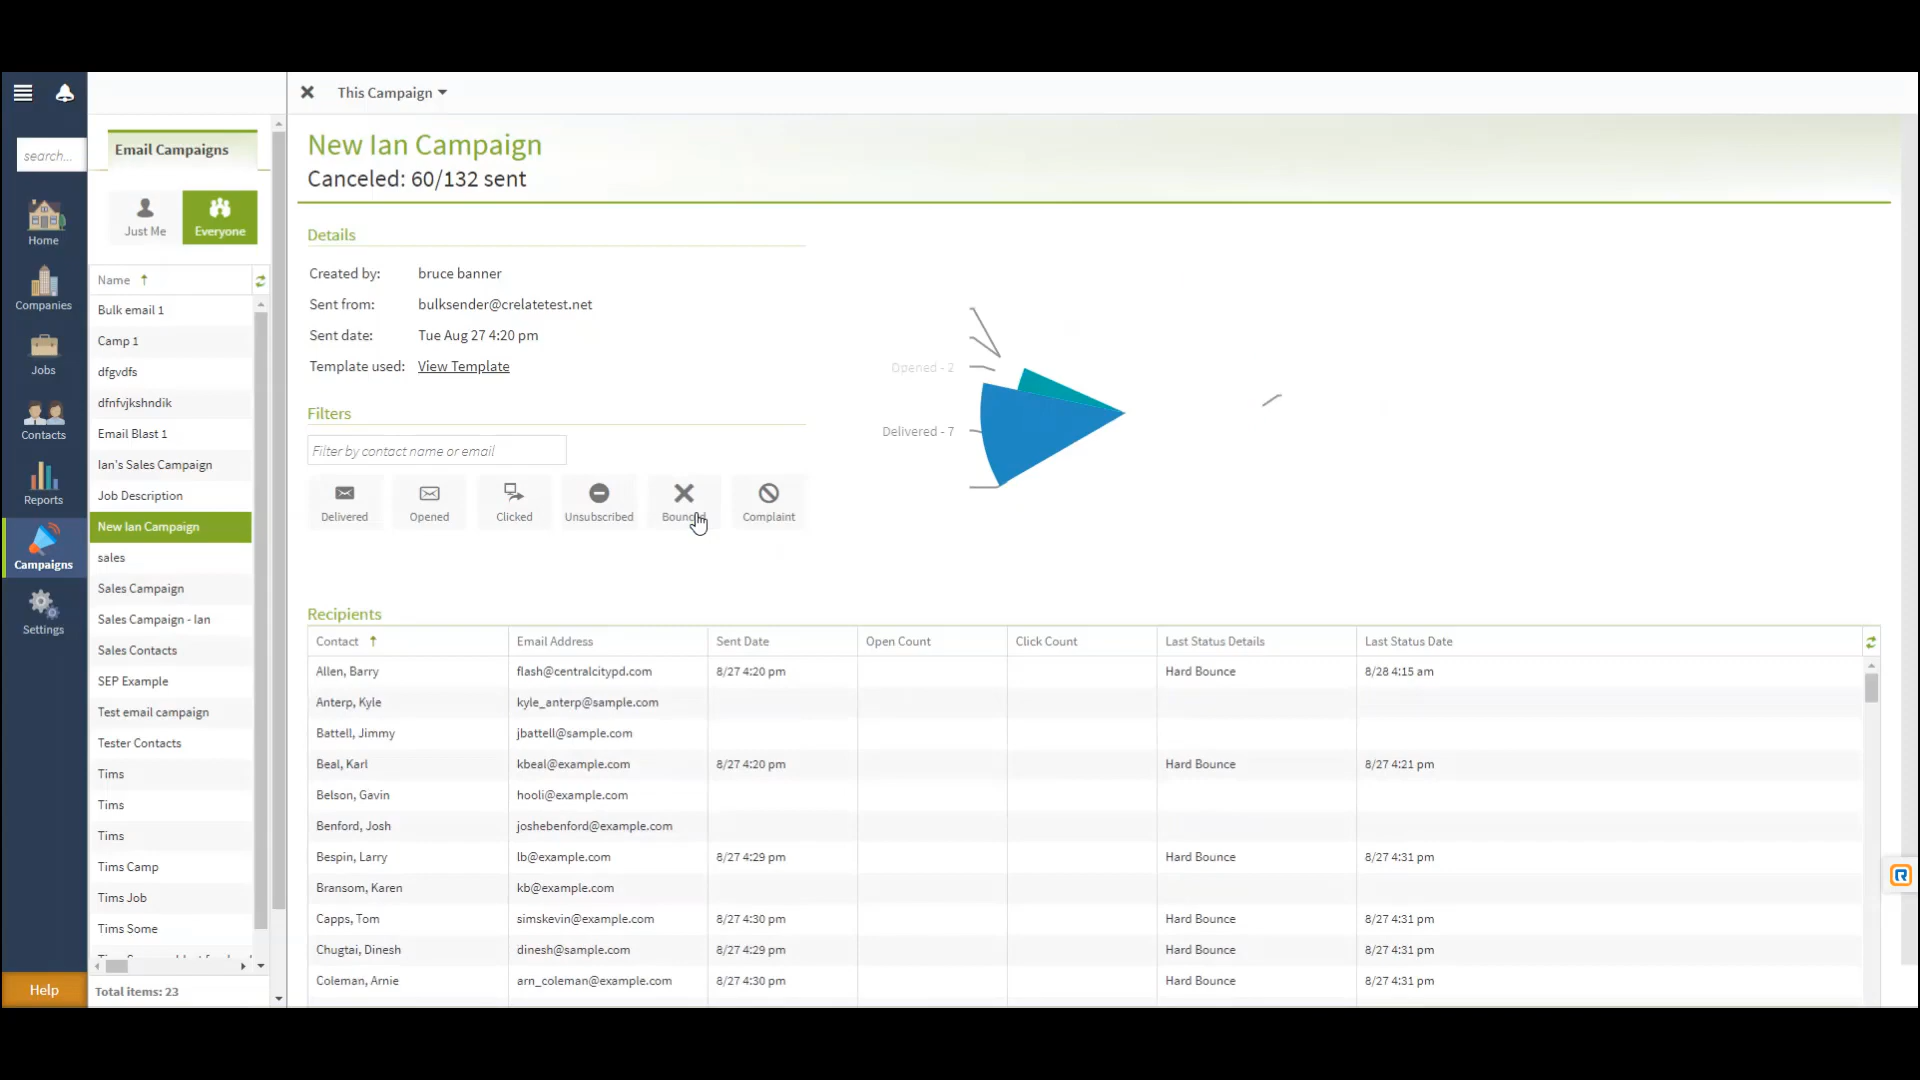 This Campaign
search...
Email Campaigns
Just Me
Everyone
Name
Bulk email 1
Camp 1
dfgvdfs
dfnfvjkshndik
Email Blast 1
Ian's Sales Campaign
Job Description
New Ian Campaign
sales
Sales Campaign
Sales Campaign - Ian
Sales Contacts
SEP Example
Test email campaign
Tester Contacts
Tims
Tims
Tims
Tims Camp
Tims Job
Tims Some
Total items: 23
Home
Companies
Jobs
Contacts
Reports
Campaigns
Settings
Help
New Ian Campaign
Canceled: 60/132 sent
Details
Created by: bruce banner
Sent from: bulksender@crelatetest.net
Sent date: Tue Aug 27 4:20 pm
Template used: View Template
Filters
Filter by contact name or email
Delivered Opened Clicked Unsubscribed Bounced Complaint
Opened - 2
Delivered - 7
Recipients
Contact Email Address Sent Date Open Count Click Count Last Status Details Last Status Date
Allen, Barry flash@centralcitypd.com 8/27 4:20 pm Hard Bounce 8/28 4:15 am
Anterp, Kyle kyle_anterp@sample.com
Battell, Jimmy jbattell@sample.com
Beal, Karl kbeal@example.com 8/27 4:20 pm Hard Bounce 8/27 4:21 pm
Belson, Gavin hooli@example.com
Benford, Josh joshebenford@example.com
Bespin, Larry lb@example.com 8/27 4:29 pm Hard Bounce 8/27 4:31 pm
Bransom, Karen kb@example.com
Capps, Tom simskevin@example.com 8/27 4:30 pm Hard Bounce 8/27 4:31 pm
Chugtai, Dinesh dinesh@sample.com 8/27 4:29 pm Hard Bounce 8/27 4:31 pm
Coleman, Arnie arn_coleman@example.com 8/27 4:30 pm Hard Bounce 8/27 4:31 pm